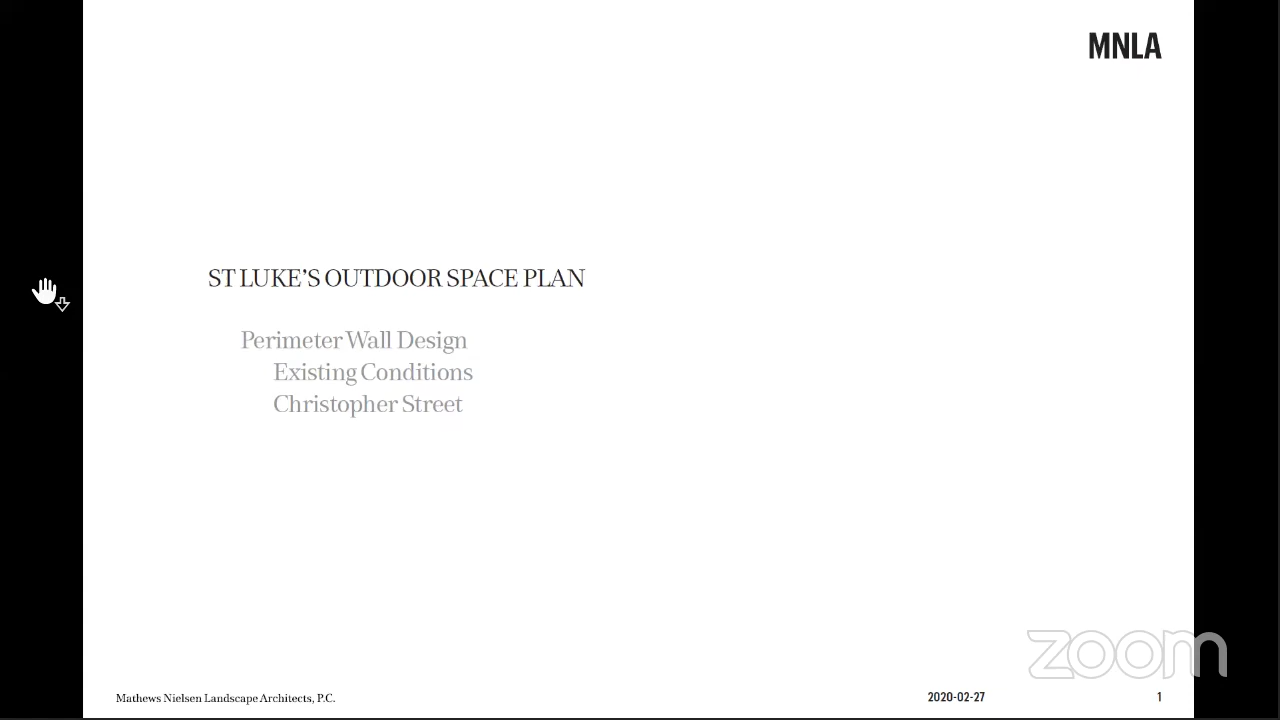 MNLA
ST LUKE'S OUTDOOR SPACE PLAN
Perimeter Wall Design
Existing Conditions
Christopher Street
zoom
Mathews Nielsen Landscape Architects, P.C.
2020-02-27
1